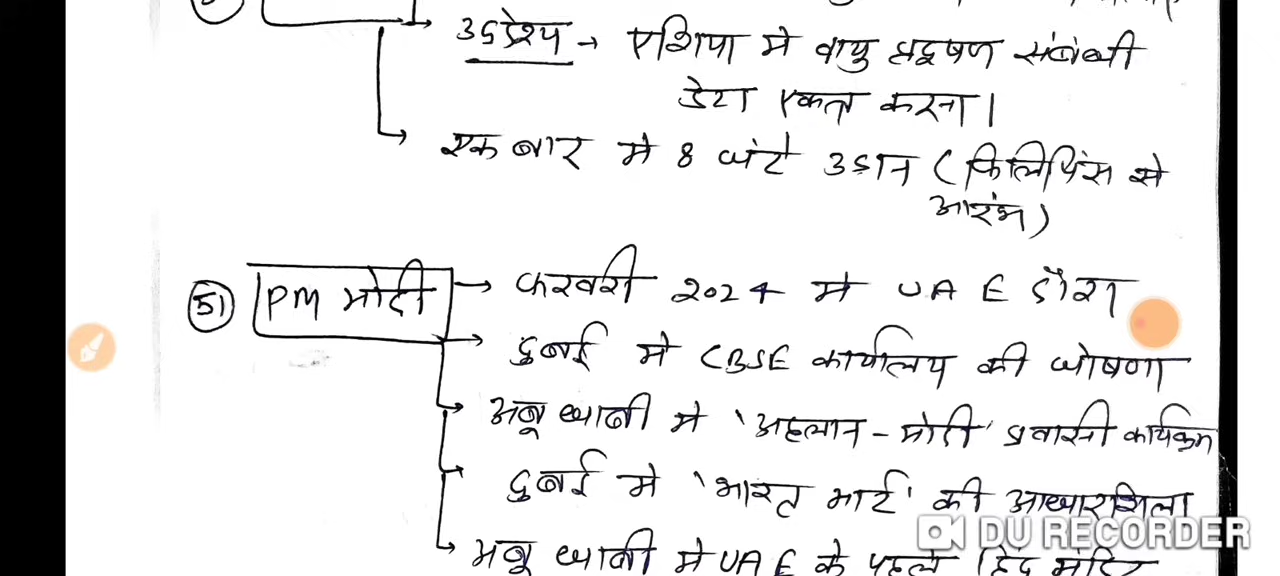 उद्देश्य → एशिया में वायु प्रदूषण संबंधी
डेटा एकत्र करना।
एक बार में 8 घंटे उड़ान (फिलिपिंस से
आरंभ)
51 PM मोदी → फरवरी 2024 में UAE दौरा
→ दुबई में CBSE कार्यालय की घोषणा
→ अबू धाबी में 'अहलान-मोदी' प्रवासी कार्यक्रम
→ दुबई में 'भारत मार्ट' की आधारशिला
→ अबू धाबी में UAE के पहले हिंदू मंदिर
DU RECORDER